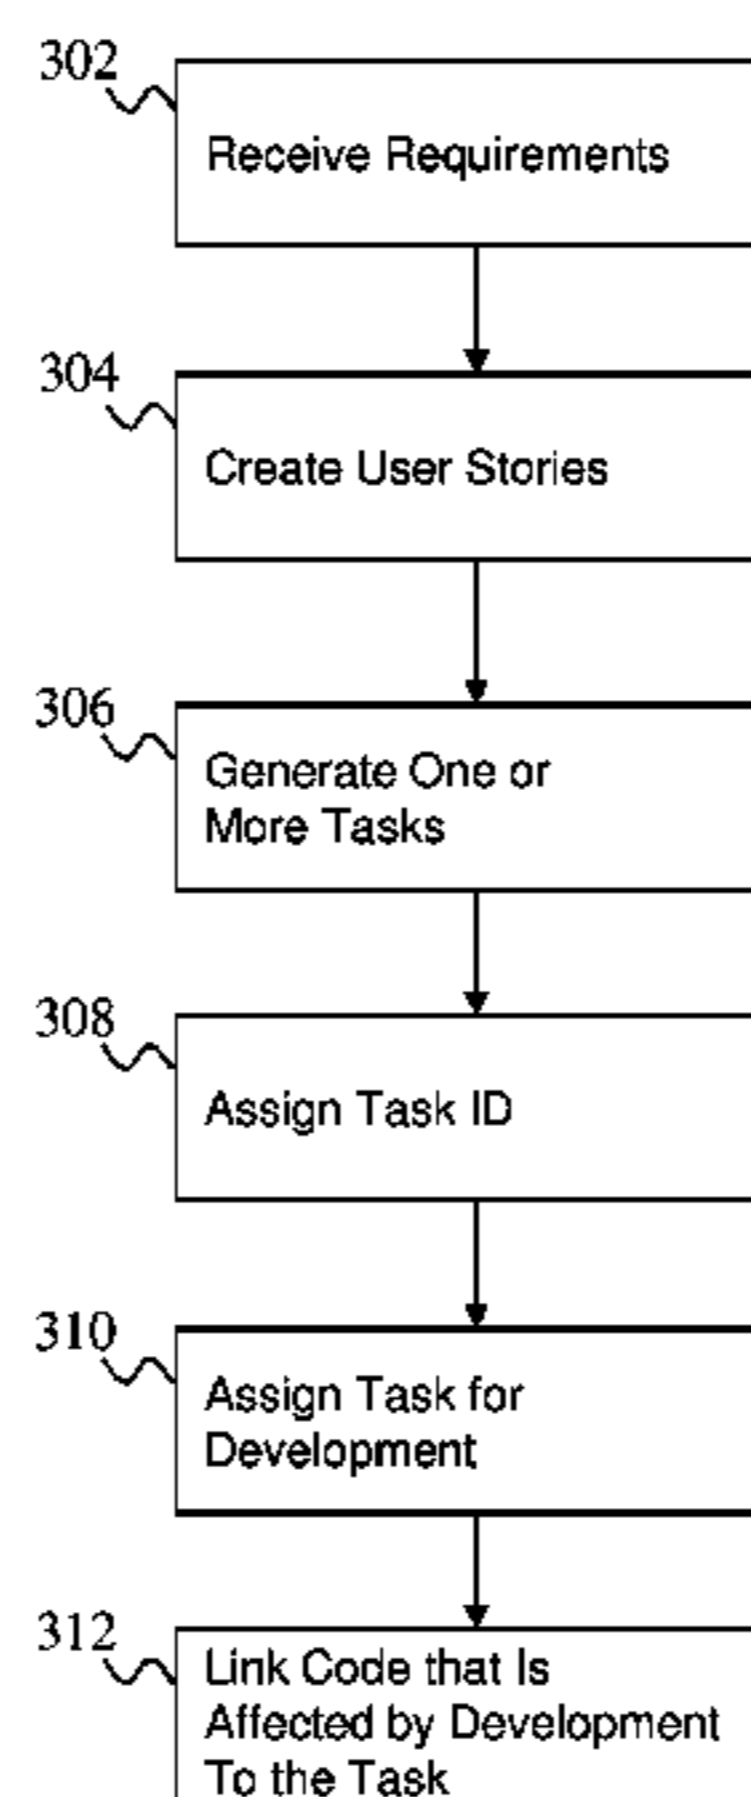 302
Receive Requirements
304
Create User Stories
306
Generate One or
More Tasks
308
Assign Task ID
310
Assign Task for
Development
312
Link Code that Is
Affected by Development
To the Task